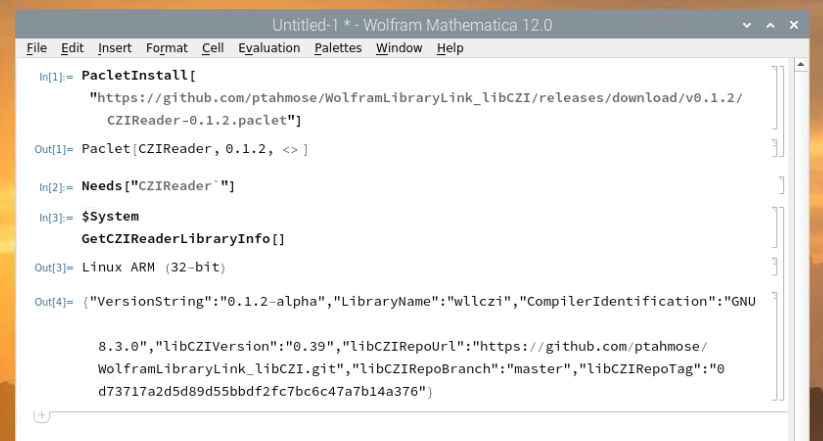 Untitled-1 * - Wolfram Mathematica 12.0
File Edit Insert Format Cell Evaluation Palettes Window Help
In[1]:= PacletInstall[
"https://github.com/ptahmose/WolframLibraryLink_libCZI/releases/download/v0.1.2/
CZIReader-0.1.2.paclet"]
Out[1]= Paclet[CZIReader, 0.1.2, <> ]
In[2]:= Needs["CZIReader`"]
In[3]:= $System
GetCZIReaderLibraryInfo[]
Out[3]= Linux ARM (32-bit)
Out[4]= {"VersionString":"0.1.2-alpha","LibraryName":"wllczi","CompilerIdentification":"GNU
8.3.0","libCZIVersion":"0.39","libCZIRepoUrl":"https://github.com/ptahmose/
WolframLibraryLink_libCZI.git","libCZIRepoBranch":"master","libCZIRepoTag":"0
d73717a2d5d89d55bbdf2fc7bc6c47a7b14a376"}